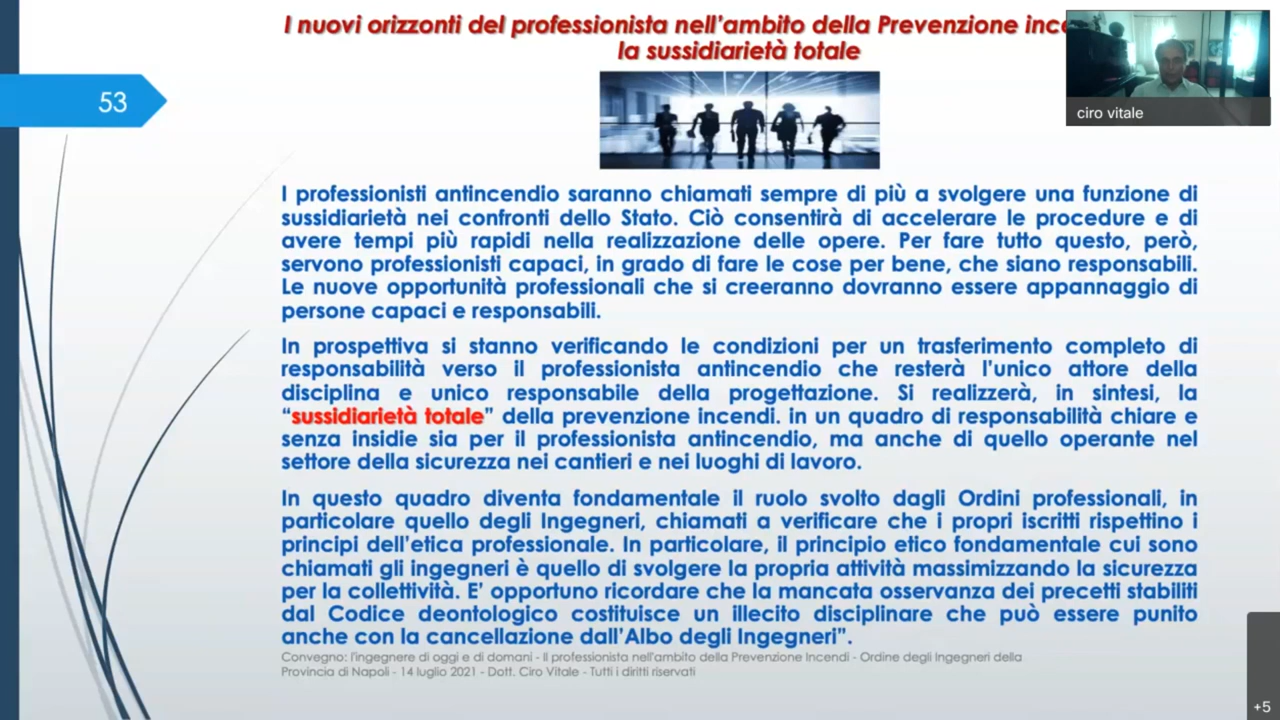 I nuovi orizzonti del professionista nell'ambito della Prevenzione ince
la sussidiarietà totale
53
ciro vitale
I professionisti antincendio saranno chiamati sempre di più a svolgere una funzione di
sussidiarietà nei confronti dello Stato. Ciò consentirà di accelerare le procedure e di
avere tempi più rapidi nella realizzazione delle opere. Per fare tutto questo, però,
servono professionisti capaci, in grado di fare le cose per bene, che siano responsabili.
Le nuove opportunità professionali che si creeranno dovranno essere appannaggio di
persone capaci e responsabili.
In prospettiva si stanno verificando le condizioni per un trasferimento completo di
responsabilità verso il professionista antincendio che resterà l'unico attore della
disciplina e unico responsabile della progettazione. Si realizzerà, in sintesi, la
“sussidiarietà totale” della prevenzione incendi. in un quadro di responsabilità chiare e
senza insidie sia per il professionista antincendio, ma anche di quello operante nel
settore della sicurezza nei cantieri e nei luoghi di lavoro.
In questo quadro diventa fondamentale il ruolo svolto dagli Ordini professionali, in
particolare quello degli Ingegneri, chiamati a verificare che i propri iscritti rispettino i
principi dell'etica professionale. In particolare, il principio etico fondamentale cui sono
chiamati gli ingegneri è quello di svolgere la propria attività massimizzando la sicurezza
per la collettività. E' opportuno ricordare che la mancata osservanza dei precetti stabiliti
dal Codice deontologico costituisce un illecito disciplinare che può essere punito
anche con la cancellazione dall'Albo degli Ingegneri”.
Convegno: l'ingegnere di oggi e di domani - Il professionista nell'ambito della Prevenzione Incendi - Ordine degli Ingegneri della
Provincia di Napoli - 14 luglio 2021 - Dott. Ciro Vitale - Tutti i diritti riservati
+5